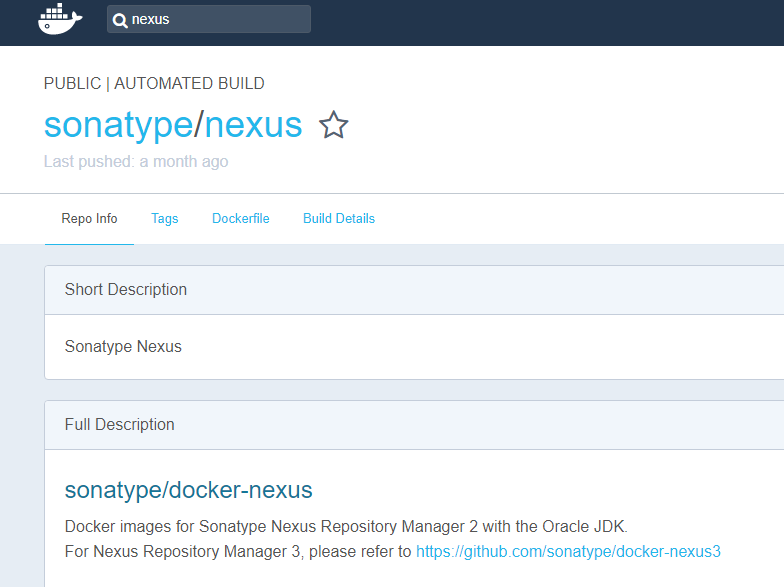 nexus
PUBLIC | AUTOMATED BUILD
sonatype/nexus
Last pushed: a month ago
Repo Info Tags Dockerfile Build Details
Short Description
Sonatype Nexus
Full Description
sonatype/docker-nexus
Docker images for Sonatype Nexus Repository Manager 2 with the Oracle JDK.
For Nexus Repository Manager 3, please refer to https://github.com/sonatype/docker-nexus3